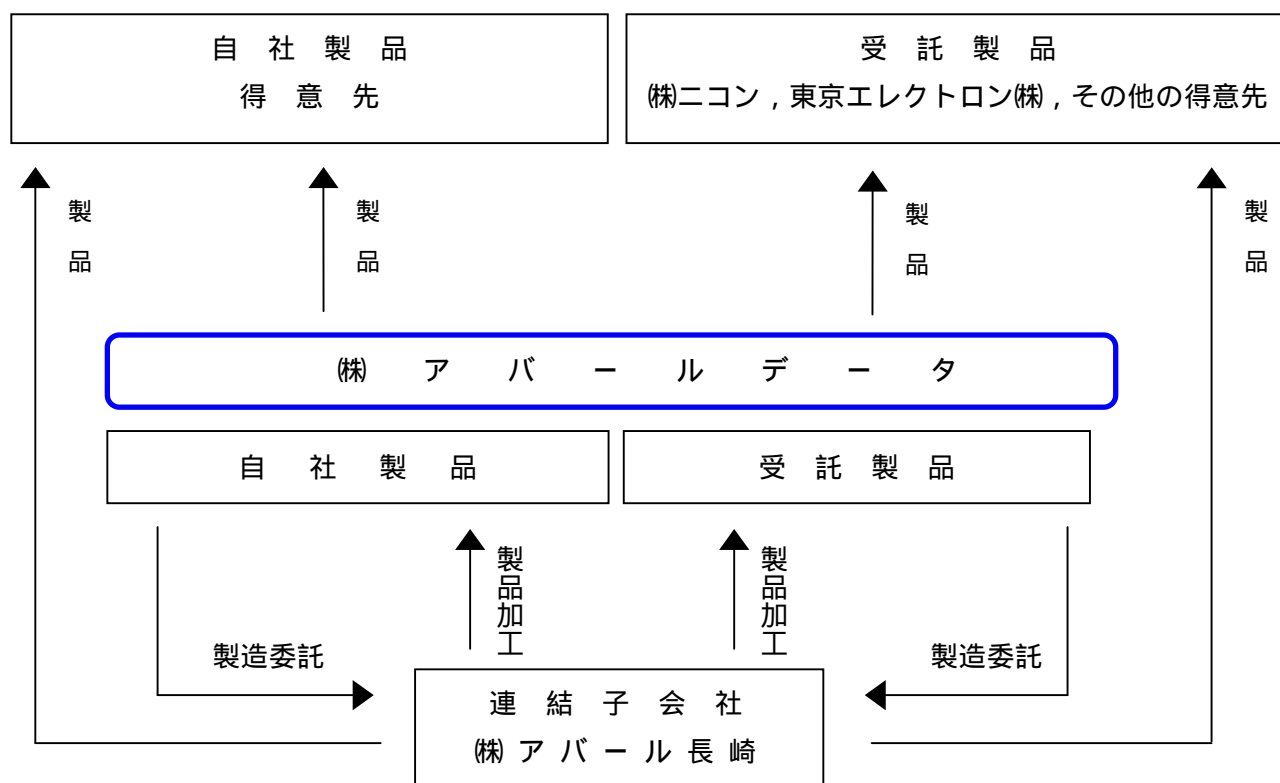 自社製品
得意先
受託製品
㈱ニコン，東京エレクトロン㈱，その他の得意先
製品
製品
製品
製品
㈱アバールデータ
自社製品
受託製品
製品加工
製品加工
製造委託
製造委託
連結子会社
㈱アバール長崎